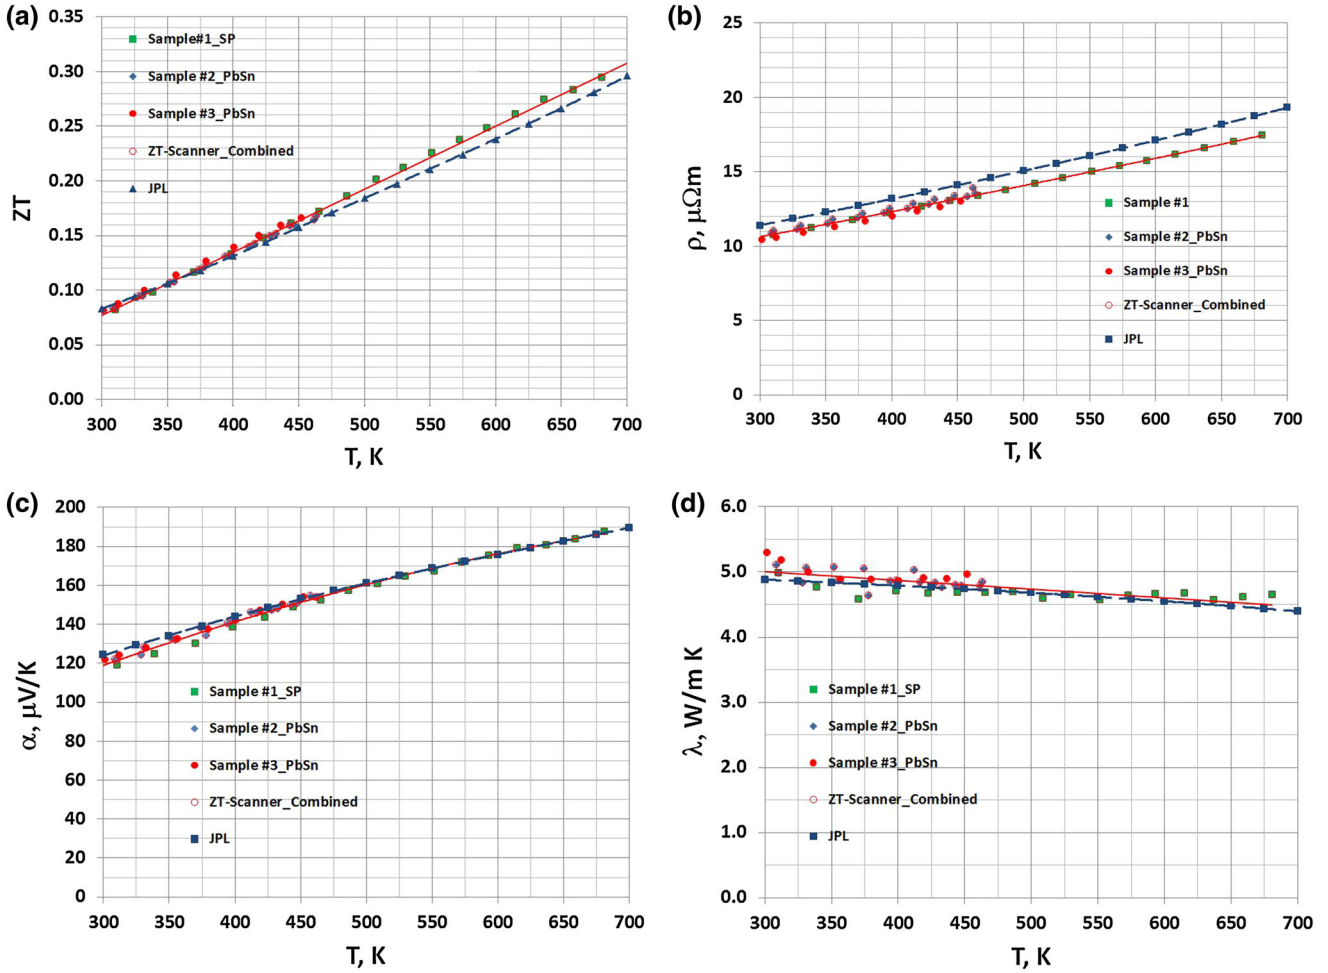 (a)
ZT
0.35
0.30
0.25
0.20
0.15
0.10
0.05
0.00
Sample#1_SP
Sample #2_PbSn
Sample #3_PbSn
ZT-Scanner_Combined
JPL
300 350 400 450 500 550 600 650 700
T, K
(b)
ρ, μΩm
25
20
15
10
5
0
Sample #1
Sample #2_PbSn
Sample #3_PbSn
ZT-Scanner_Combined
JPL
300 350 400 450 500 550 600 650 700
T, K
(c)
α, μV/K
200
180
160
140
120
100
80
60
40
20
0
Sample #1_SP
Sample #2_PbSn
Sample #3_PbSn
ZT-Scanner_Combined
JPL
300 350 400 450 500 550 600 650 700
T, K
(d)
λ, W/m K
6.0
5.0
4.0
3.0
2.0
1.0
0.0
Sample #1_SP
Sample #2_PbSn
Sample #3_PbSn
ZT-Scanner_Combined
JPL
300 350 400 450 500 550 600 650 700
T, K